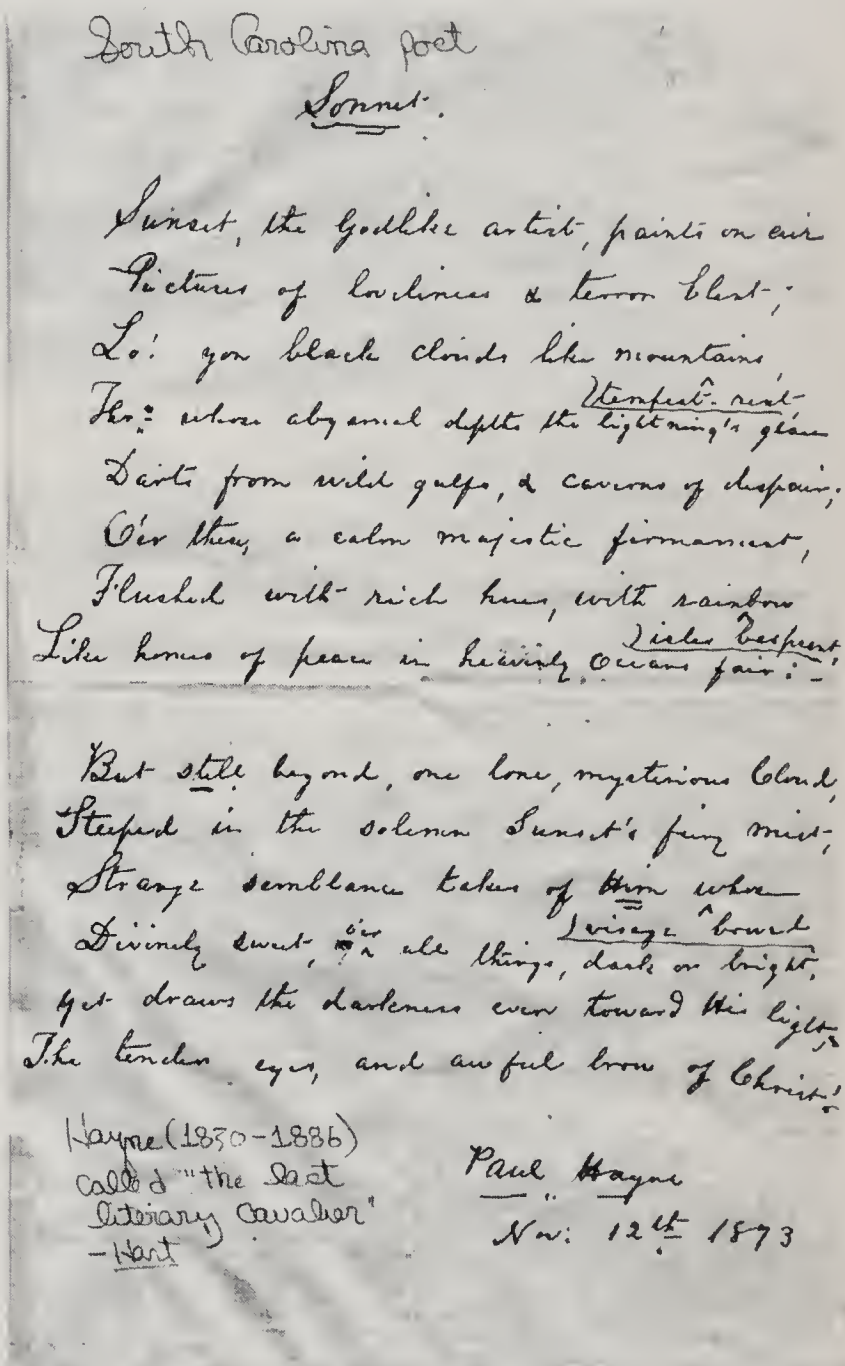 South Carolina poet
Sonnet.
Sunset, the Godlike artist, paints on air
Pictures of loveliness & terror blent;
Lo! yon black clouds like mountains,
^tempest-rent
Thro: whose abysmal depths the lightning's glare
Darts from wild gulfs, & caverns of despair;
O'er these, a calm majestic firmament,
Flushed with rich hues, with rainbow
^isles besprent,
Like homes of peace in heavenly Oceans fair: -
But still beyond, one lone, mysterious Cloud,
Steeped in the solemn Sunset's fiery mist,
Strange semblance takes of Him whose
^visage bowed
Divinely sweet, o'er all things, dark or bright,
Yet draws the darkness ever toward His light,
The tender eyes, and awful brow of Christ!
Hayne (1830-1886)
called "the last
literary Cavalier"
- Hart
Paul Hayne
Nov: 12th 1873